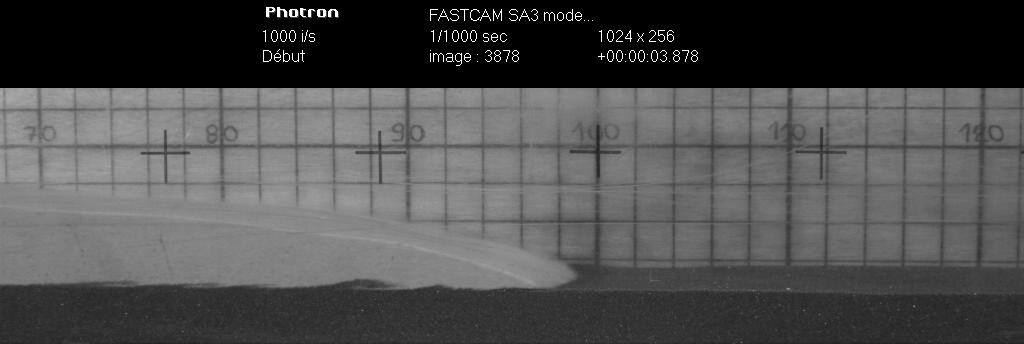 Photron
FASTCAM SA3 mode...
1000 i/s
1/1000 sec
1024 x 256
Début
image : 3878
+00:00:03.878
70
80
90
100
110
120